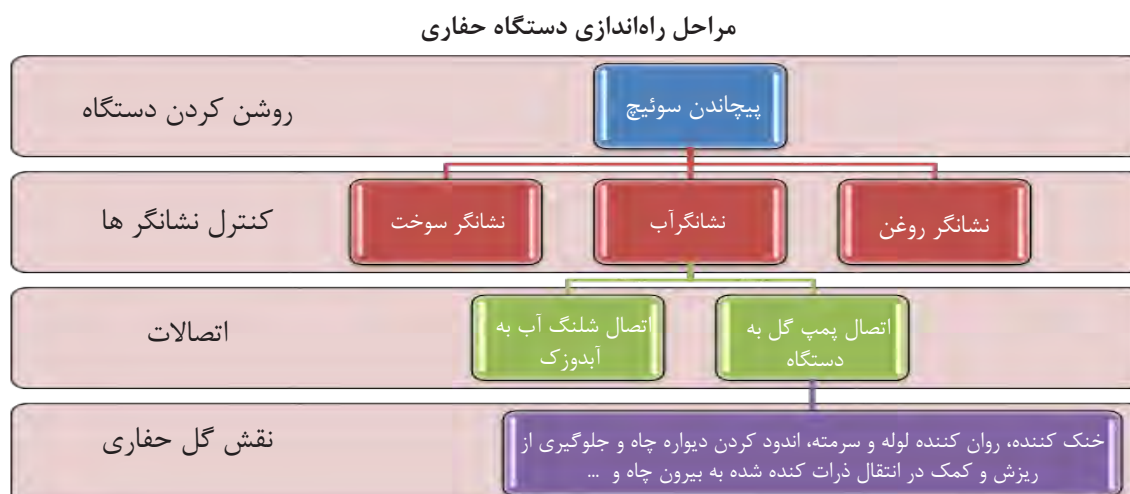 مراحل راه‌اندازی دستگاه حفاری
روشن کردن دستگاه
پیچاندن سوئیچ
کنترل نشانگر ها
نشانگر روغن
نشانگرآب
نشانگر سوخت
اتصالات
اتصال پمپ گل به
دستگاه
اتصال شلنگ آب به
آبدوزک
نقش گل حفاری
خنک کننده، روان کننده لوله و سرمته، اندود کردن دیواره چاه و جلوگیری از
ریزش و کمک در انتقال ذرات کنده شده به بیرون چاه و ...